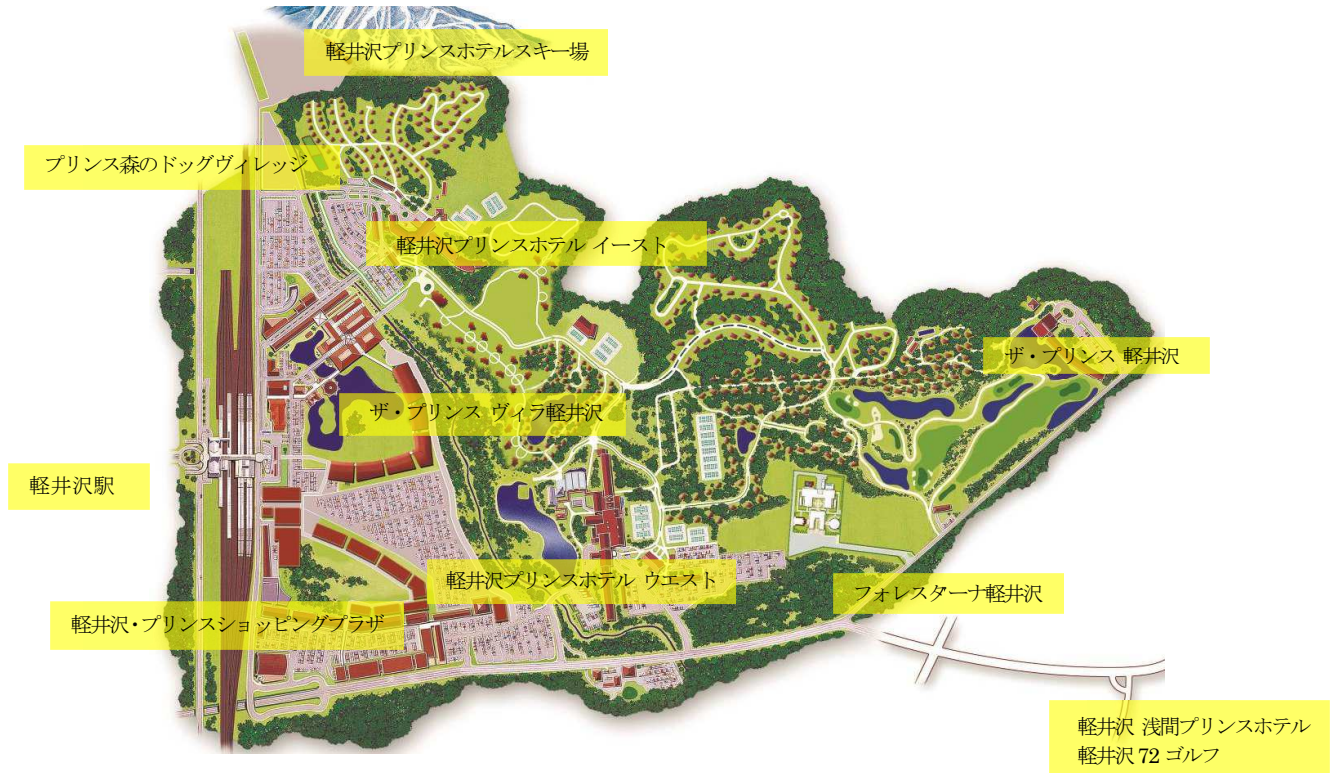 軽井沢プリンスホテルスキー場
プリンス森のドッグヴィレッジ
軽井沢プリンスホテル イースト
ザ・プリンス 軽井沢
ザ・プリンス ヴィラ軽井沢
軽井沢駅
軽井沢プリンスホテル ウエスト
フォレスターナ軽井沢
軽井沢・プリンスショッピングプラザ
軽井沢 浅間プリンスホテル
軽井沢 72 ゴルフ